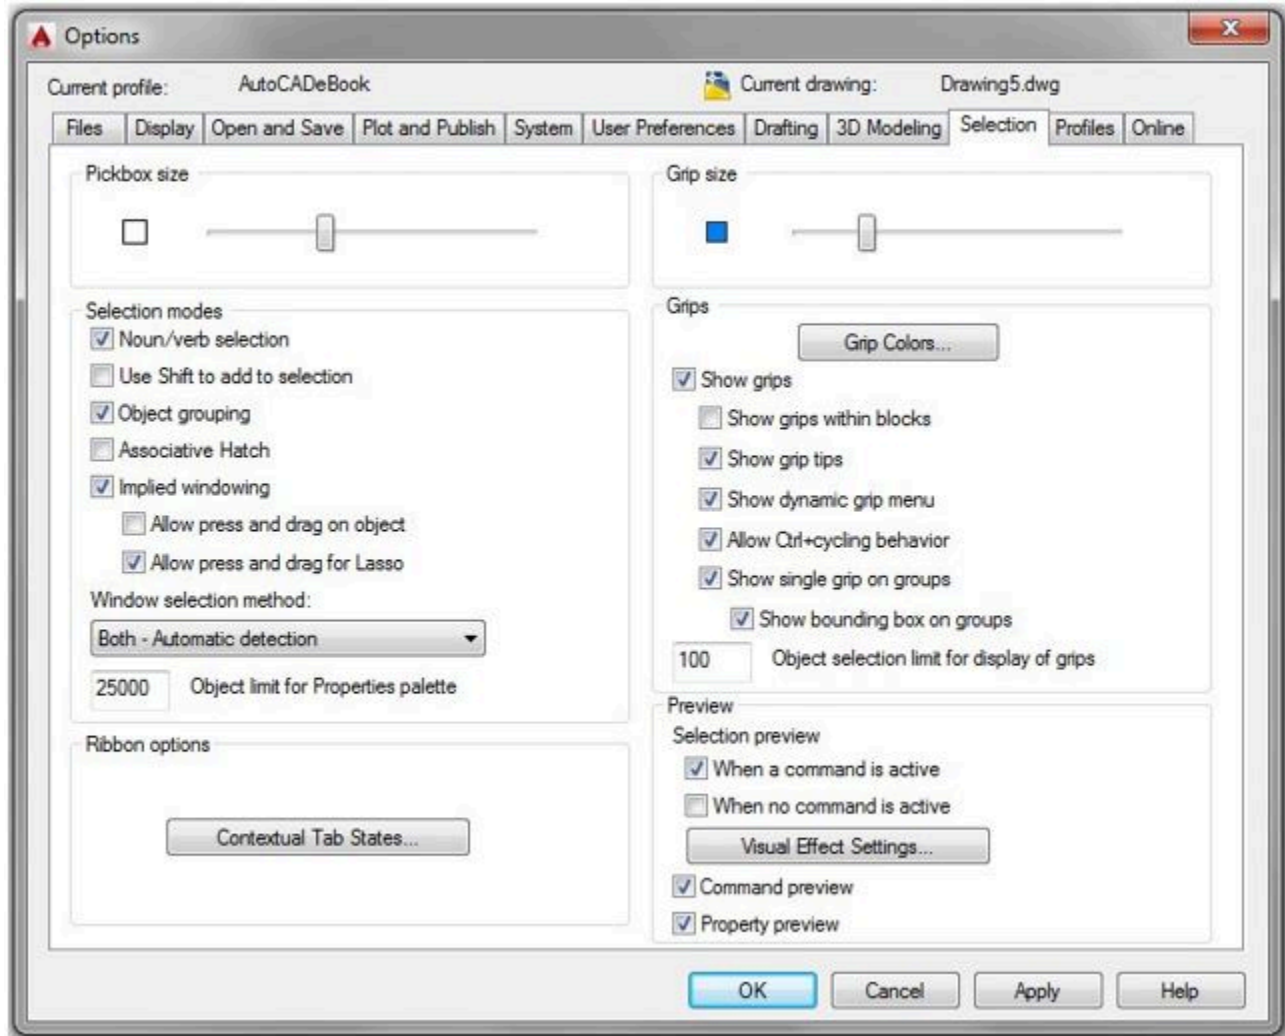 Options
Current profile: AutoCADeBook Current drawing: Drawing5.dwg
Files Display Open and Save Plot and Publish System User Preferences Drafting 3D Modeling Selection Profiles Online
Pickbox size
Selection modes
Noun/verb selection
Use Shift to add to selection
Object grouping
Associative Hatch
Implied windowing
Allow press and drag on object
Allow press and drag for Lasso
Window selection method:
Both - Automatic detection
25000 Object limit for Properties palette
Ribbon options
Contextual Tab States...
Grip size
Grips
Grip Colors...
Show grips
Show grips within blocks
Show grip tips
Show dynamic grip menu
Allow Ctrl+cycling behavior
Show single grip on groups
Show bounding box on groups
100 Object selection limit for display of grips
Preview
Selection preview
When a command is active
When no command is active
Visual Effect Settings...
Command preview
Property preview
OK Cancel Apply Help